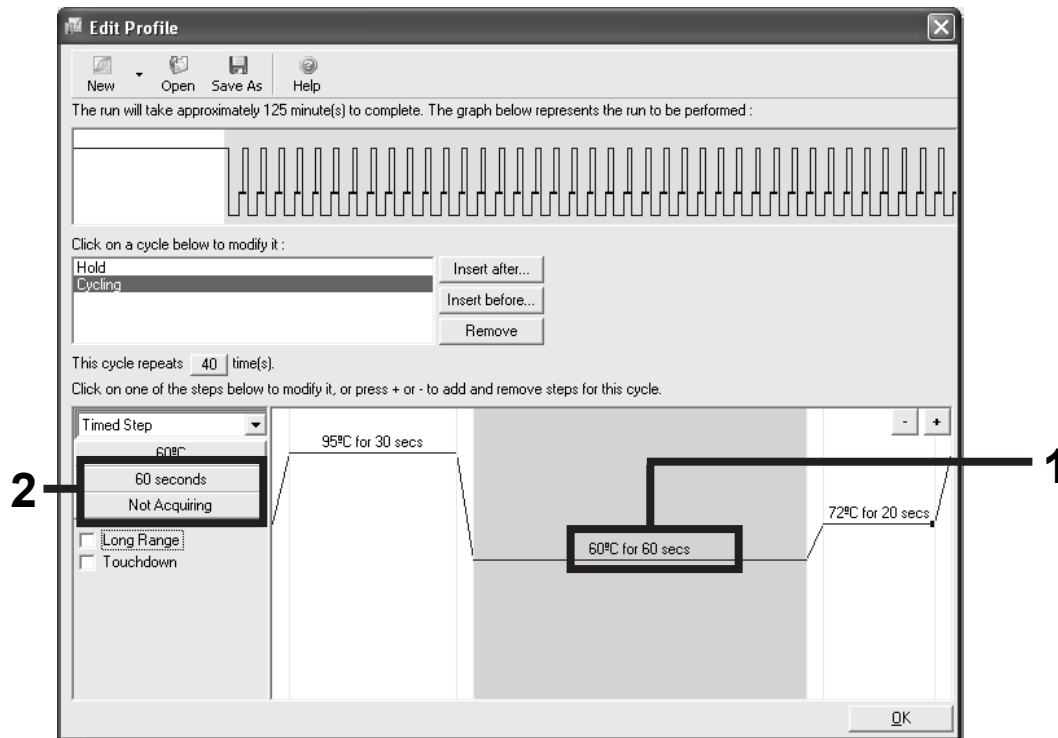 Edit Profile
New Open Save As Help
The run will take approximately 125 minute(s) to complete. The graph below represents the run to be performed :
Click on a cycle below to modify it :
Hold
Cycling
Insert after...
Insert before...
Remove
This cycle repeats 40 time(s).
Click on one of the steps below to modify it, or press + or - to add and remove steps for this cycle.
Timed Step
- +
60ºC
60 seconds
Not Acquiring
Long Range
Touchdown
95ºC for 30 secs
60ºC for 60 secs
72ºC for 20 secs
2
1
OK